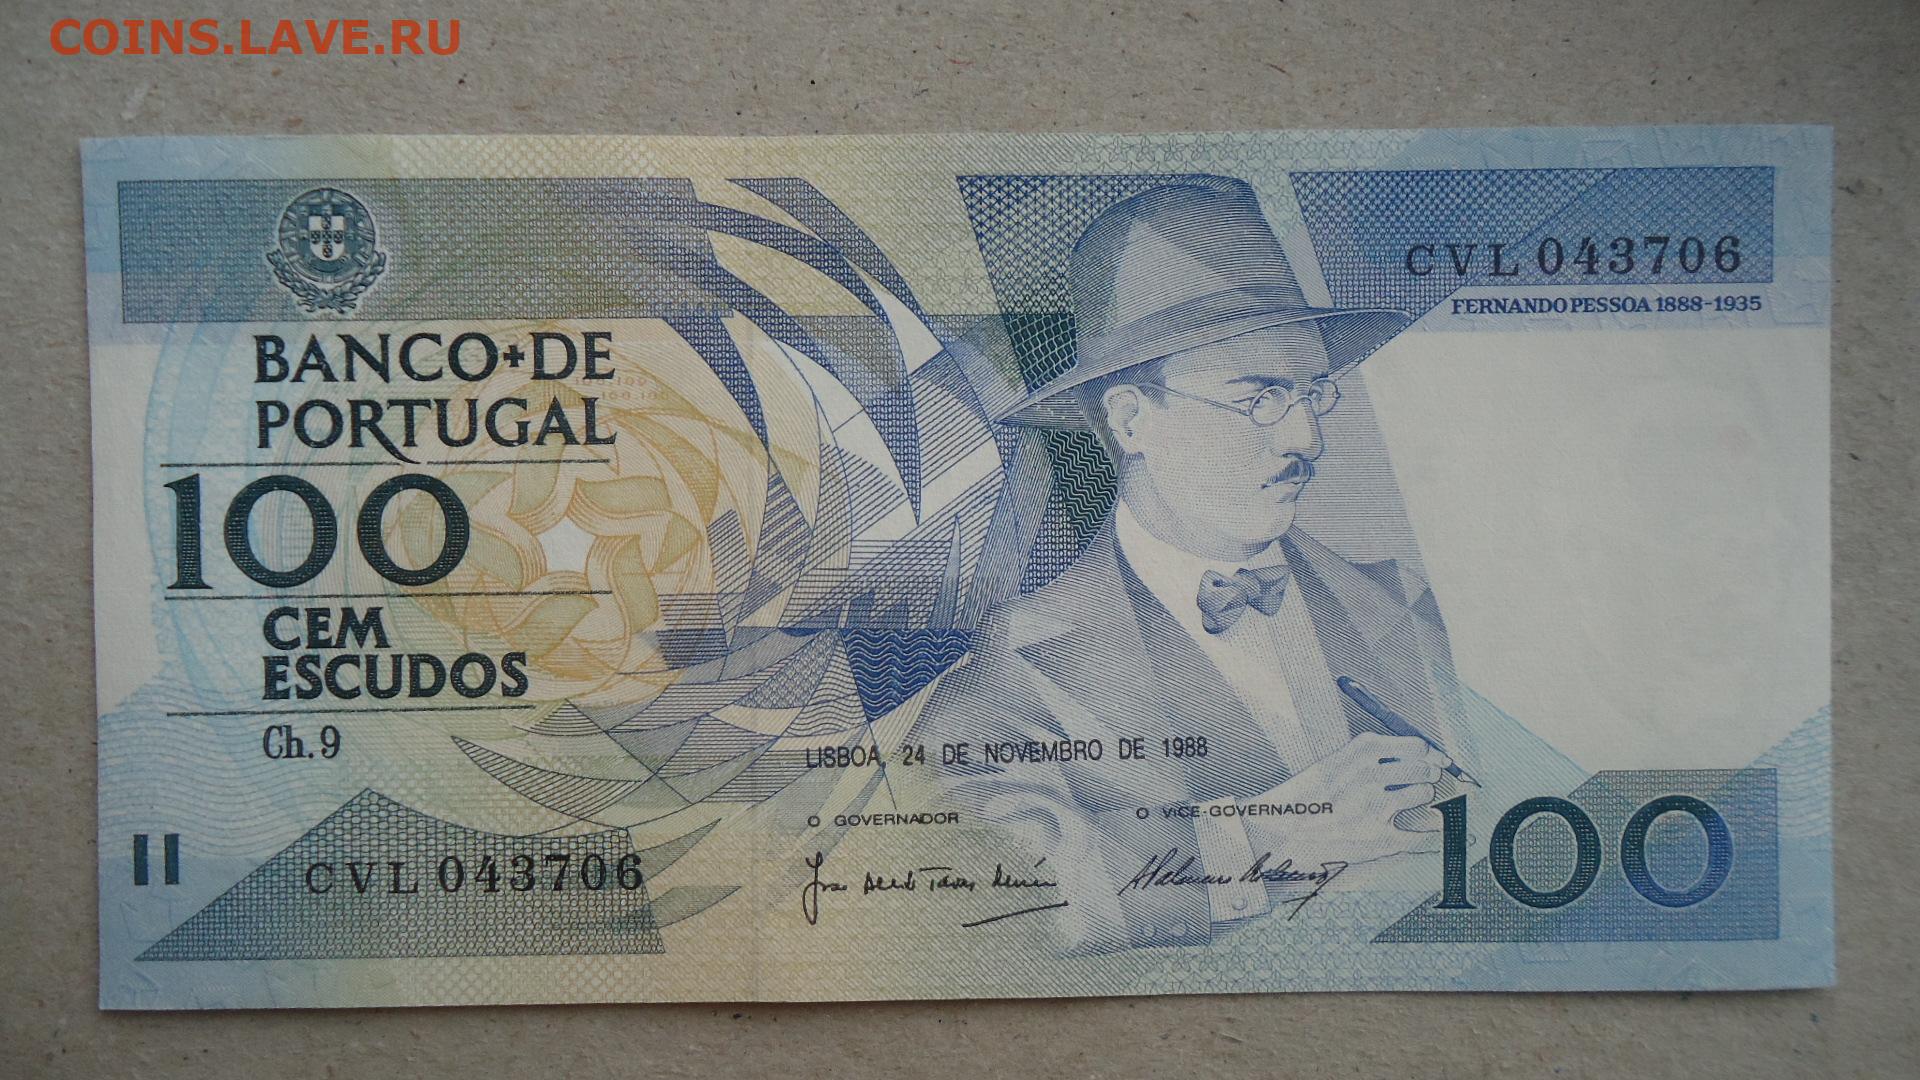 COINS.LAVE.RU
CVL 043706
FERNANDO PESSOA 1888-1935
BANCO+DE
PORTUGAL
100
CEM
ESCUDOS
Ch. 9
LISBOA, 24 DE NOVEMBRO DE 1988
O GOVERNADOR
O VICE-GOVERNADOR
100
CVL 043706